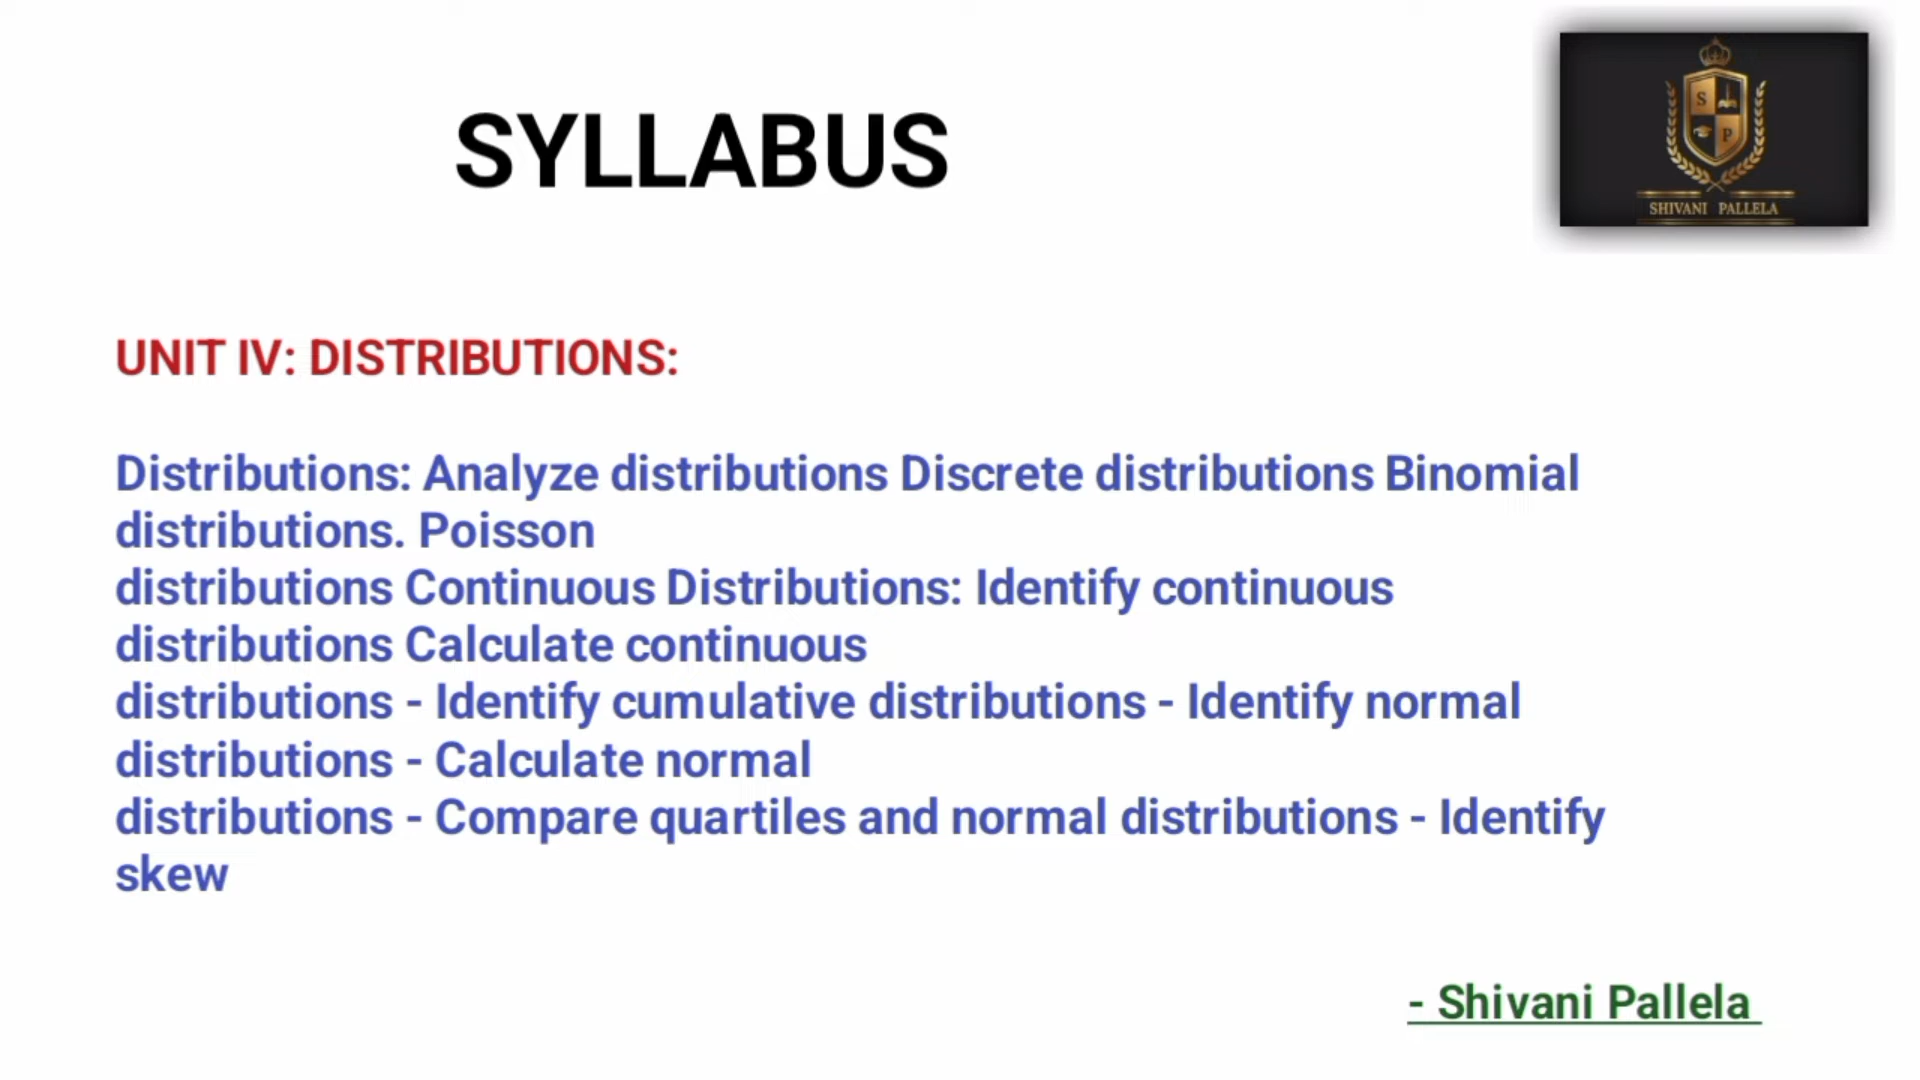 SYLLABUS
S
P
SHIVANI PALLELA
UNIT IV: DISTRIBUTIONS:
Distributions: Analyze distributions Discrete distributions Binomial
distributions. Poisson
distributions Continuous Distributions: Identify continuous
distributions Calculate continuous
distributions - Identify cumulative distributions - Identify normal
distributions - Calculate normal
distributions - Compare quartiles and normal distributions - Identify
skew
- Shivani Pallela